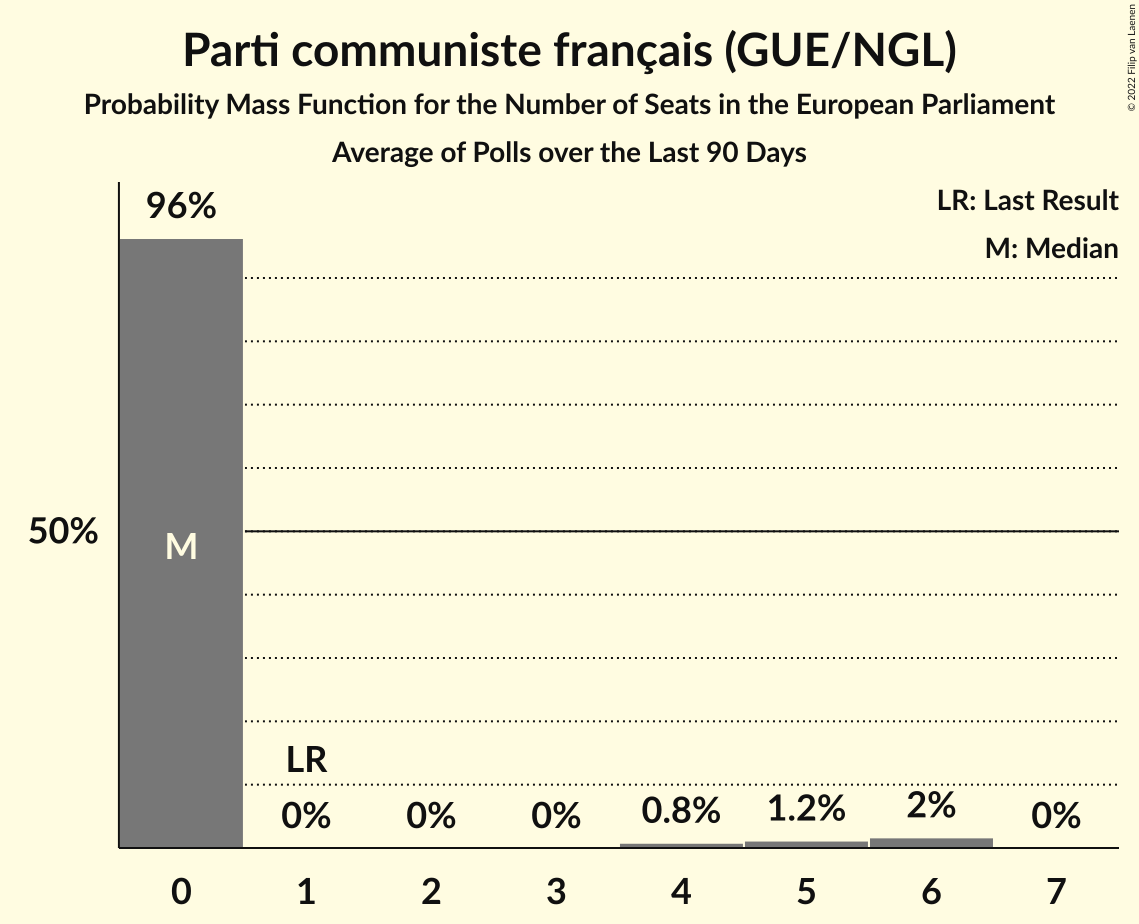 Parti communiste français (GUE/NGL)
Probability Mass Function for the Number of Seats in the European Parliament
Average of Polls over the Last 90 Days
© 2022 Filip van Laenen
LR: Last Result
M: Median
96%
50%
M
LR
0%
0%
0%
0.8%
1.2%
2%
0%
0 1 2 3 4 5 6 7